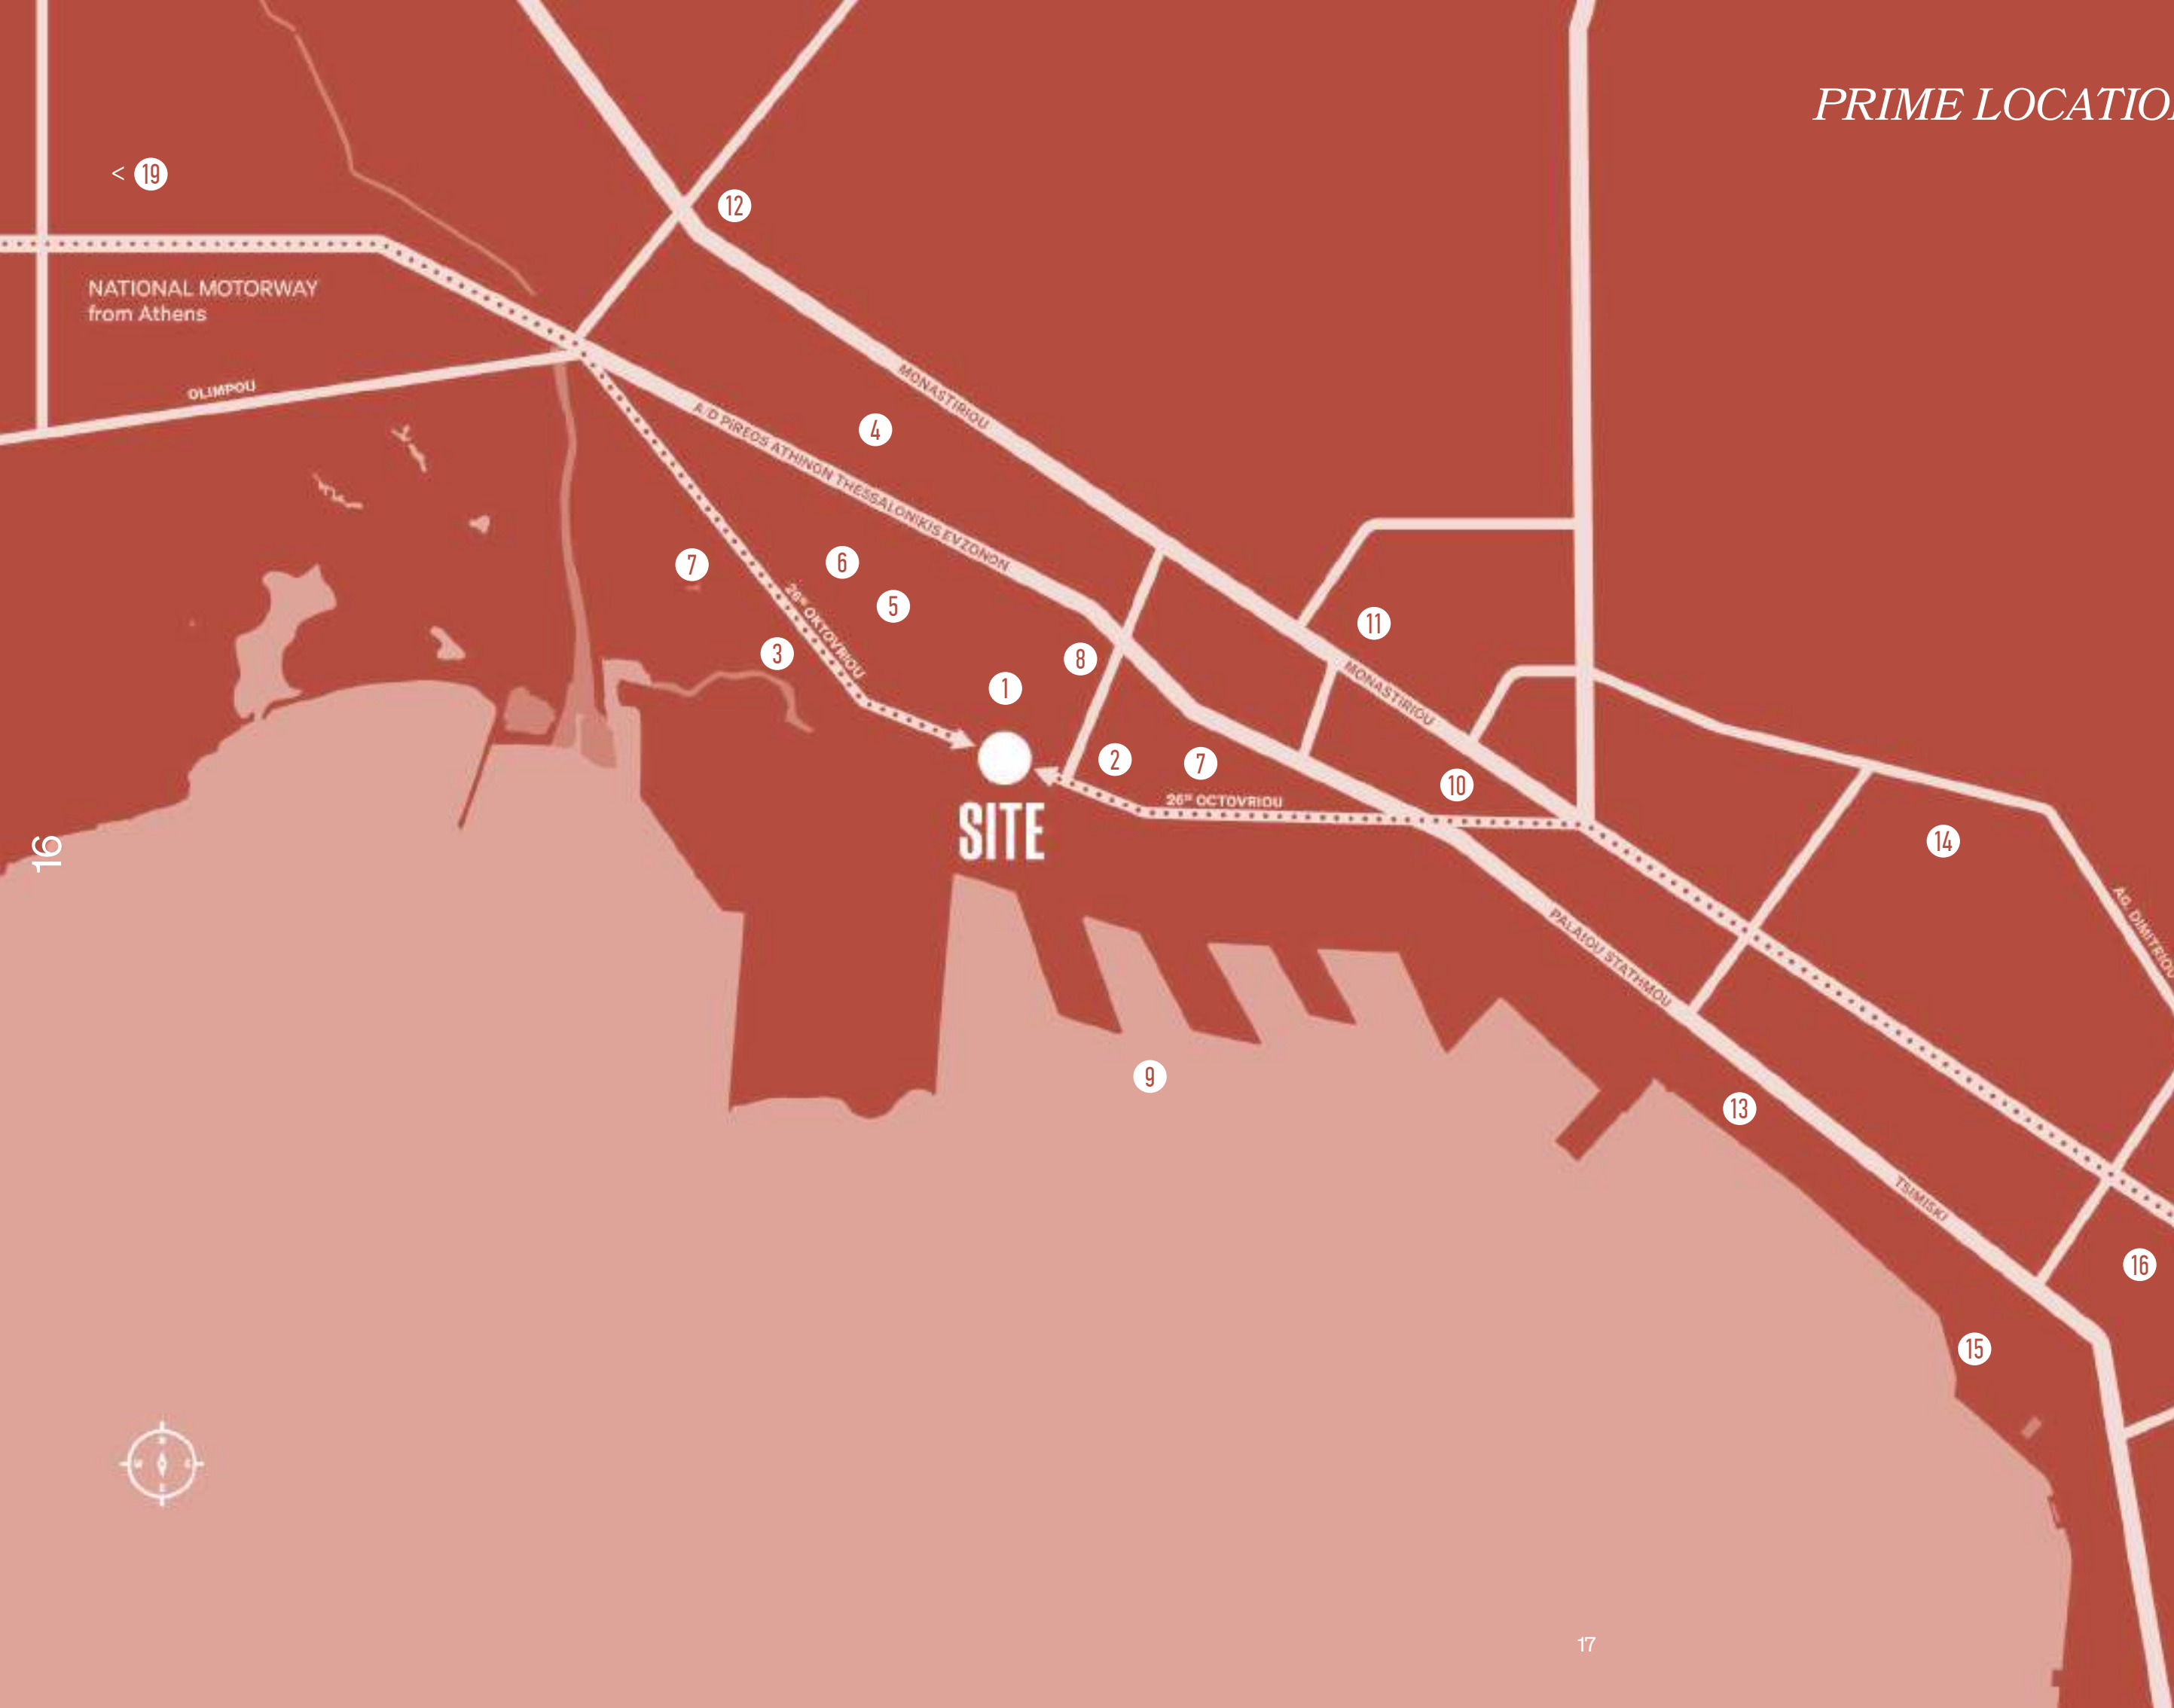 PRIME LOCATIO
< 19
12
NATIONAL MOTORWAY
from Athens
OLIMPOU
MONASTIRIOU
4
A/D PIREOS ATHINON THESSALONIKIS EVZONON
7
6
5
26ης OKTOVRIOU
3
8
1
11
MONASTIRIOU
2
7
10
26ης OCTOVRIOU
SITE
14
16
AG. DIMITRIOU
PALAIOU STATHMOU
9
13
TSIMISKI
16
15
N
W
E
17